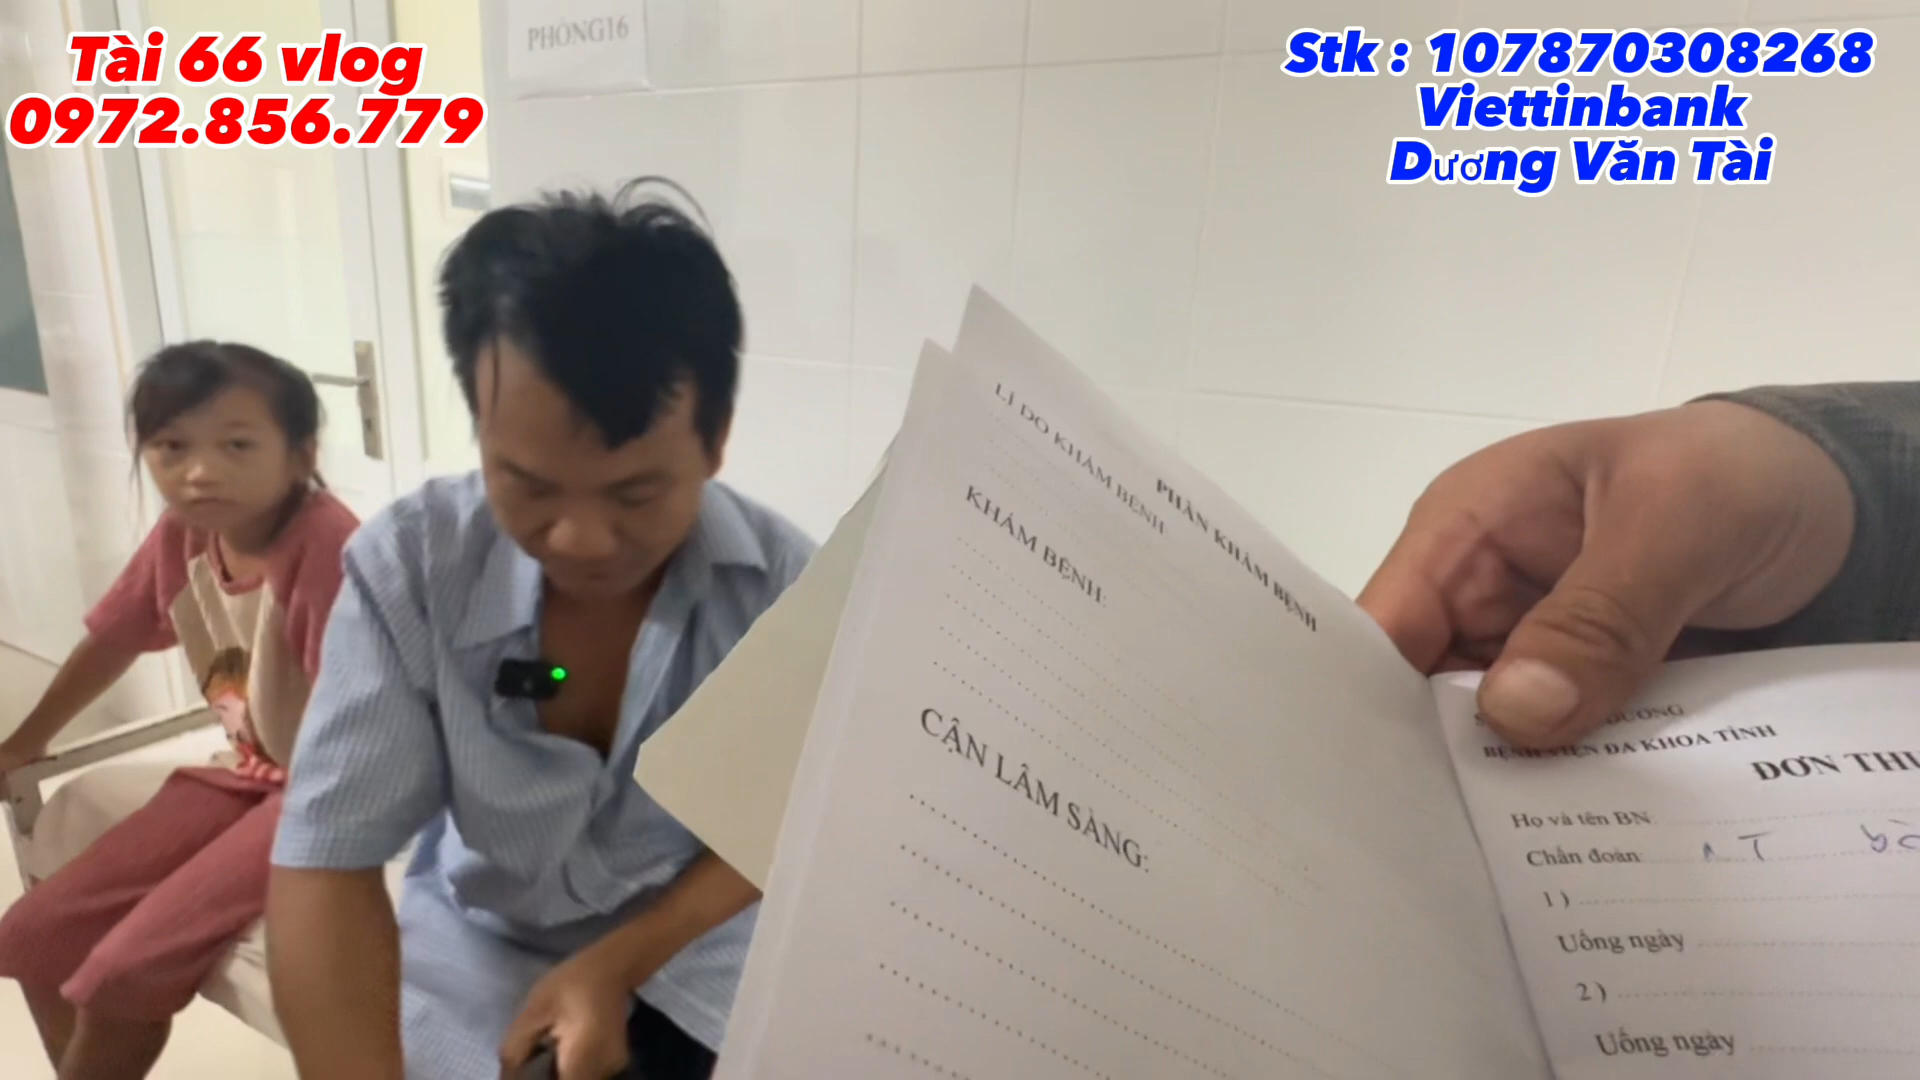 Tài 66 vlog
0972.856.779
Stk : 107870308268
Viettinbank
Dương Văn Tài
PHÒNG16
PHẦN KHÁM BỆNH
LÍ DO KHÁM BỆNH
KHÁM BỆNH:
CẬN LÂM SÀNG:
DƯƠNG
BỆNH VIỆN ĐA KHOA TỈNH
ĐƠN
Họ và tên BN:
Chẩn đoán:
1 )
Uống ngày
2 )
Uống ngày